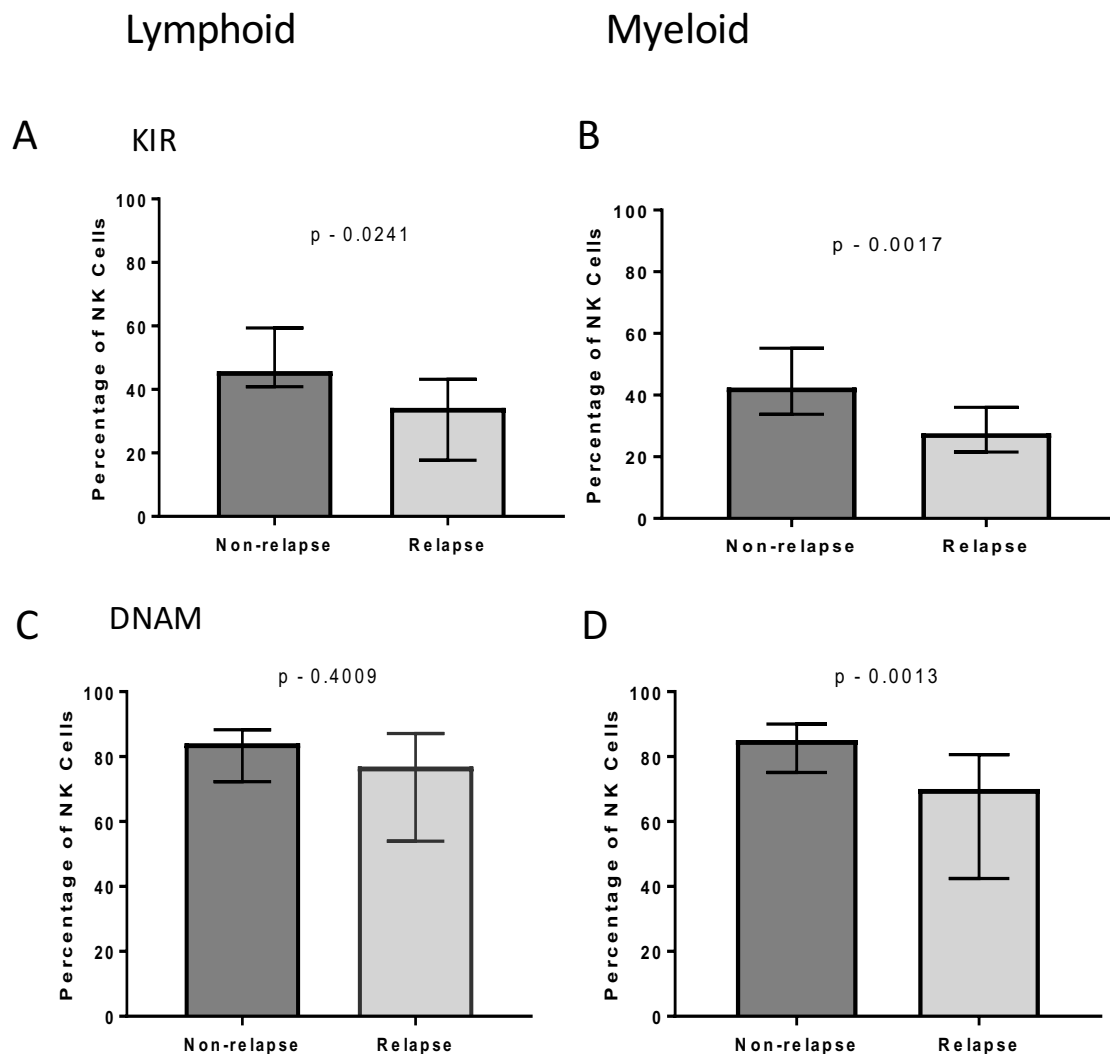 Lymphoid
Myeloid
A
KIR
B
Percentage of NK Cells
100
80
60
40
20
0
p - 0.0241
Non-relapse
Relapse
Percentage of NK Cells
100
80
60
40
20
0
p - 0.0017
Non-relapse
Relapse
C
DNAM
D
Percentage of NK Cells
100
80
60
40
20
0
p - 0.4009
Non-relapse
Relapse
Percentage of NK Cells
100
80
60
40
20
0
p - 0.0013
Non-relapse
Relapse